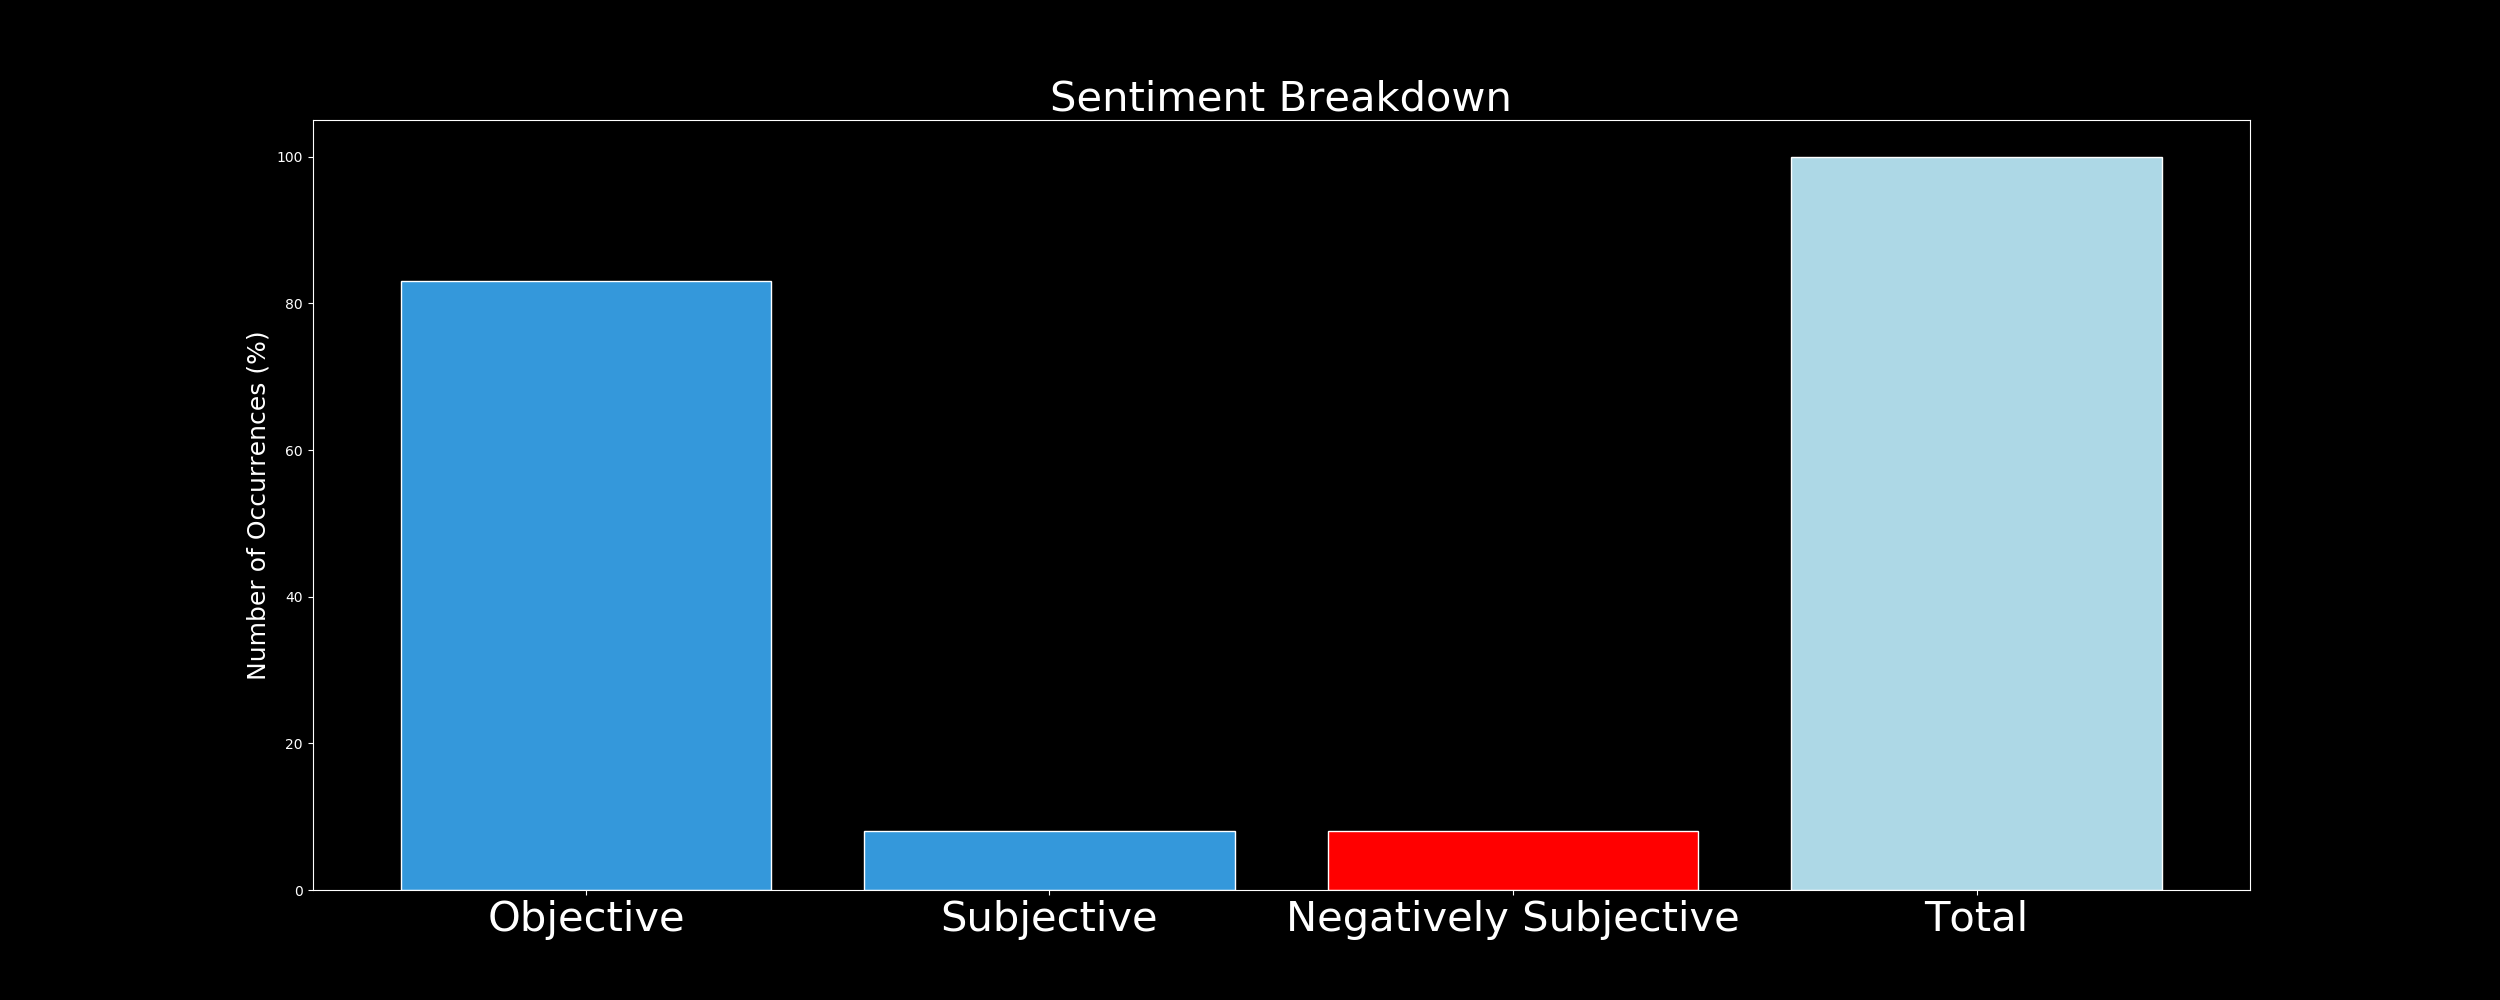 Sentiment Breakdown
Number of Occurrences (%)
100
80
60
40
20
0
Objective
Subjective
Negatively Subjective
Total